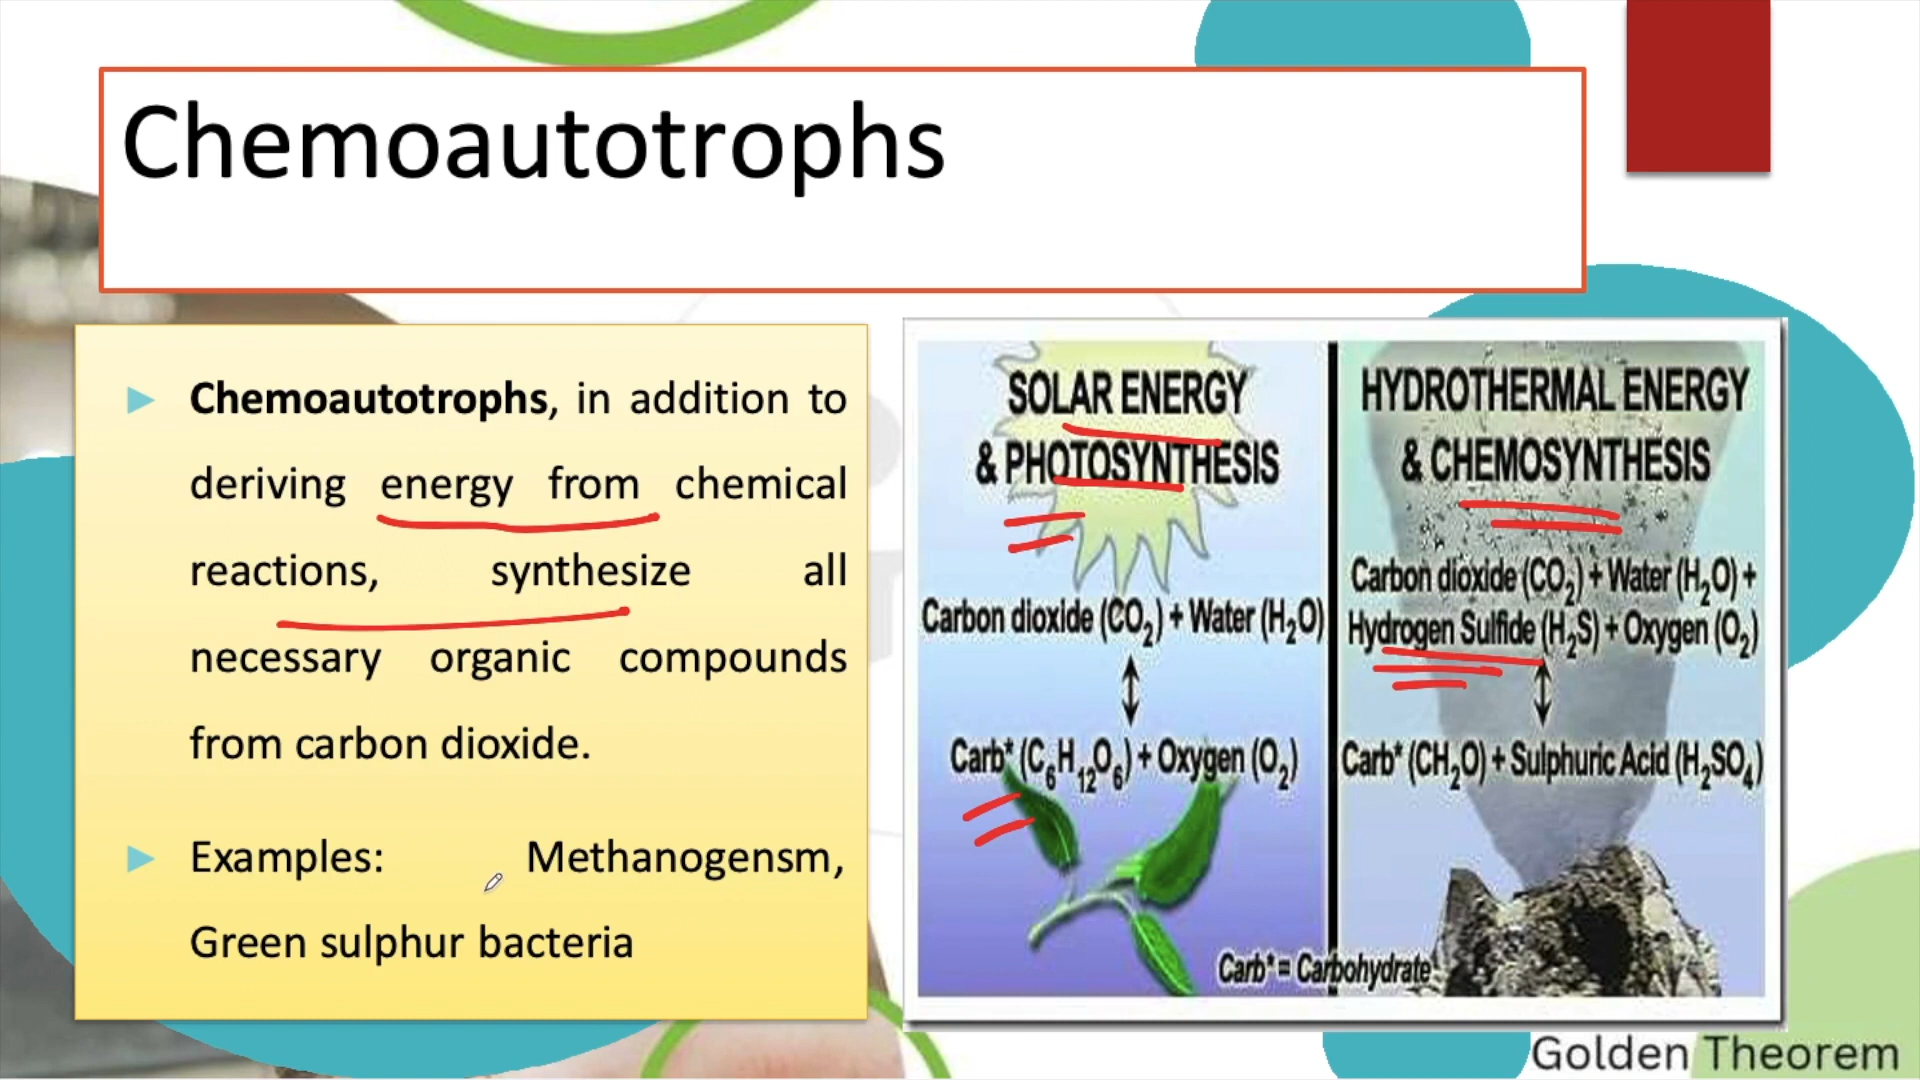 Chemoautotrophs
Chemoautotrophs, in addition to
deriving energy from chemical
reactions, synthesize all
necessary organic compounds
from carbon dioxide.
Examples: Methanogensm,
Green sulphur bacteria
SOLAR ENERGY
& PHOTOSYNTHESIS
Carbon dioxide (CO₂) + Water (H₂O)
Carb* (C₆H₁₂O₆) + Oxygen (O₂)
HYDROTHERMAL ENERGY
& CHEMOSYNTHESIS
Carbon dioxide (CO₂) + Water (H₂O) +
Hydrogen Sulfide (H₂S) + Oxygen (O₂)
Carb* (CH₂O) + Sulphuric Acid (H₂SO₄)
Carb* = Carbohydrate
Golden Theorem